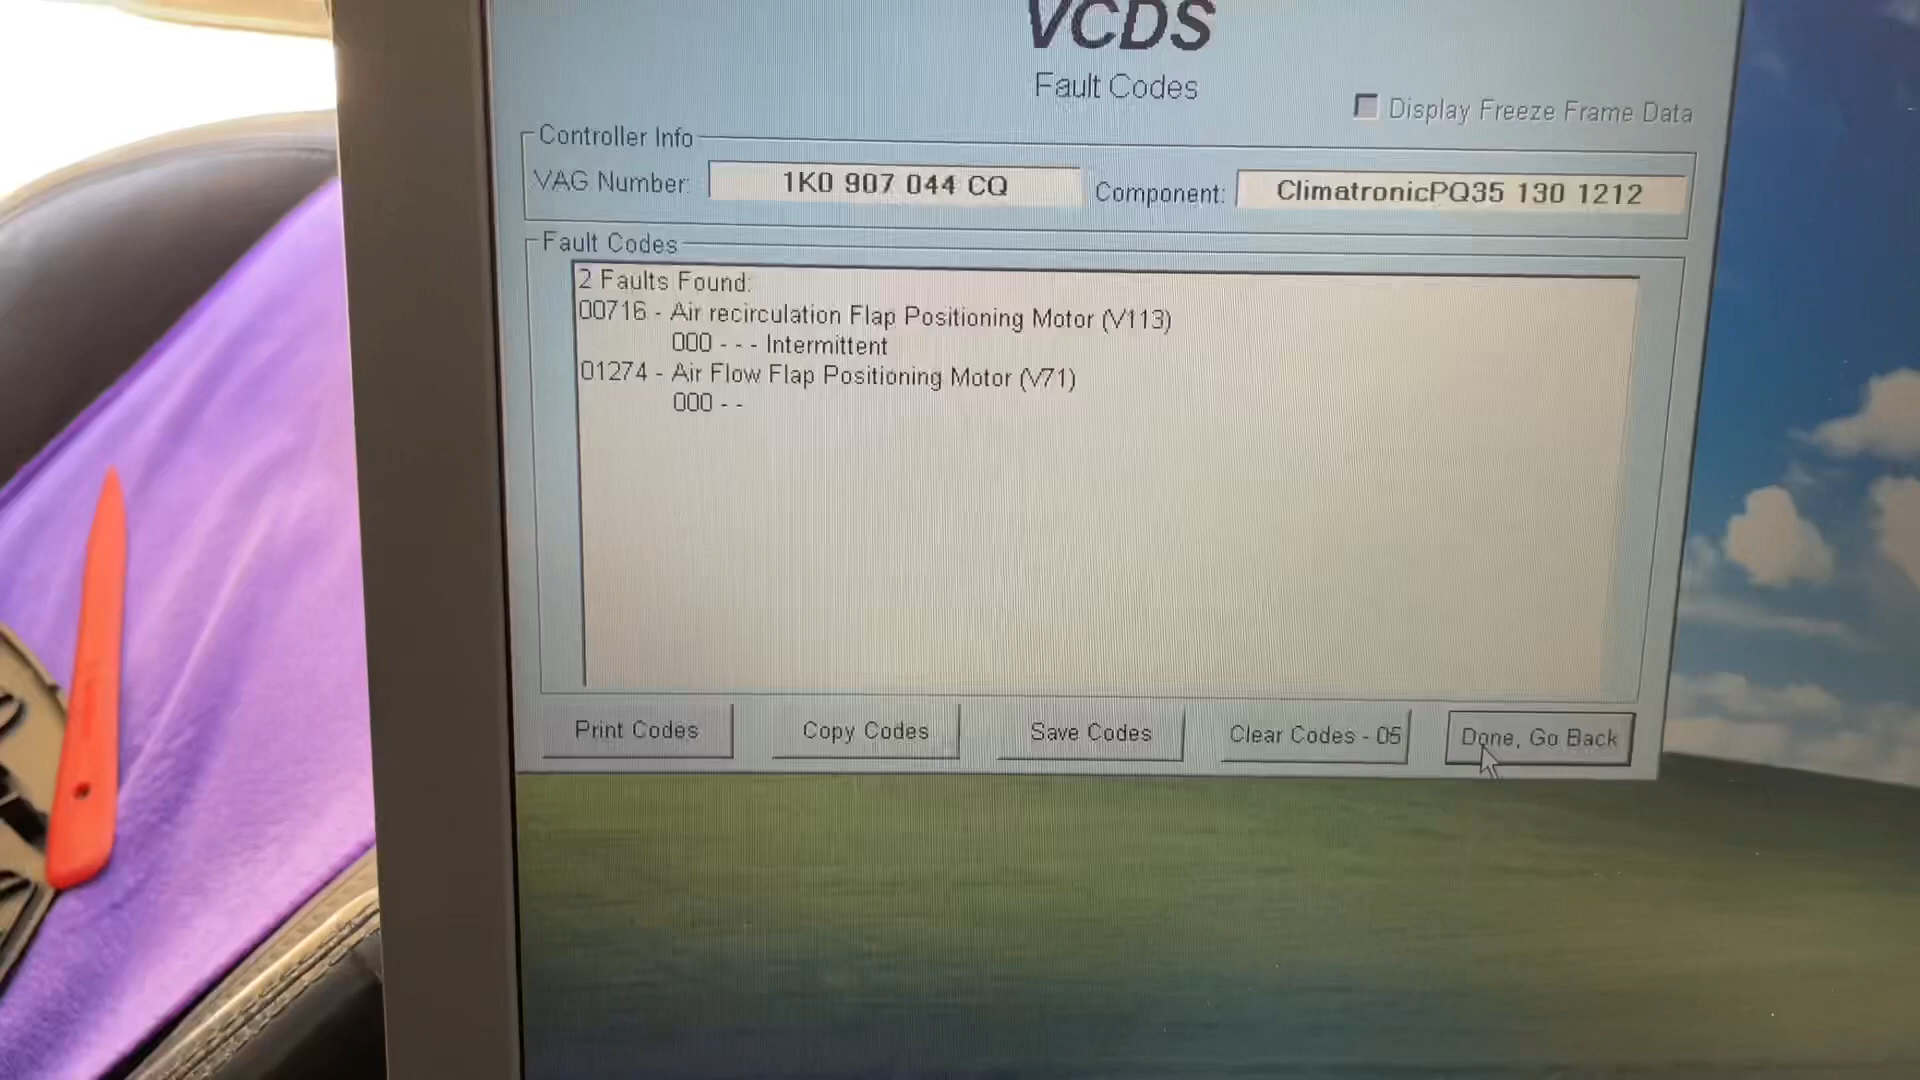 VCDS
Fault Codes
Display Freeze Frame Data
Controller Info
VAG Number: 1K0 907 044 CQ Component: ClimatronicPQ35 130 1212
Fault Codes
2 Faults Found:
00716 - Air recirculation Flap Positioning Motor (V113)
000 - - - Intermittent
01274 - Air Flow Flap Positioning Motor (V71)
000 - -
Print Codes Copy Codes Save Codes Clear Codes - 05 Done, Go Back